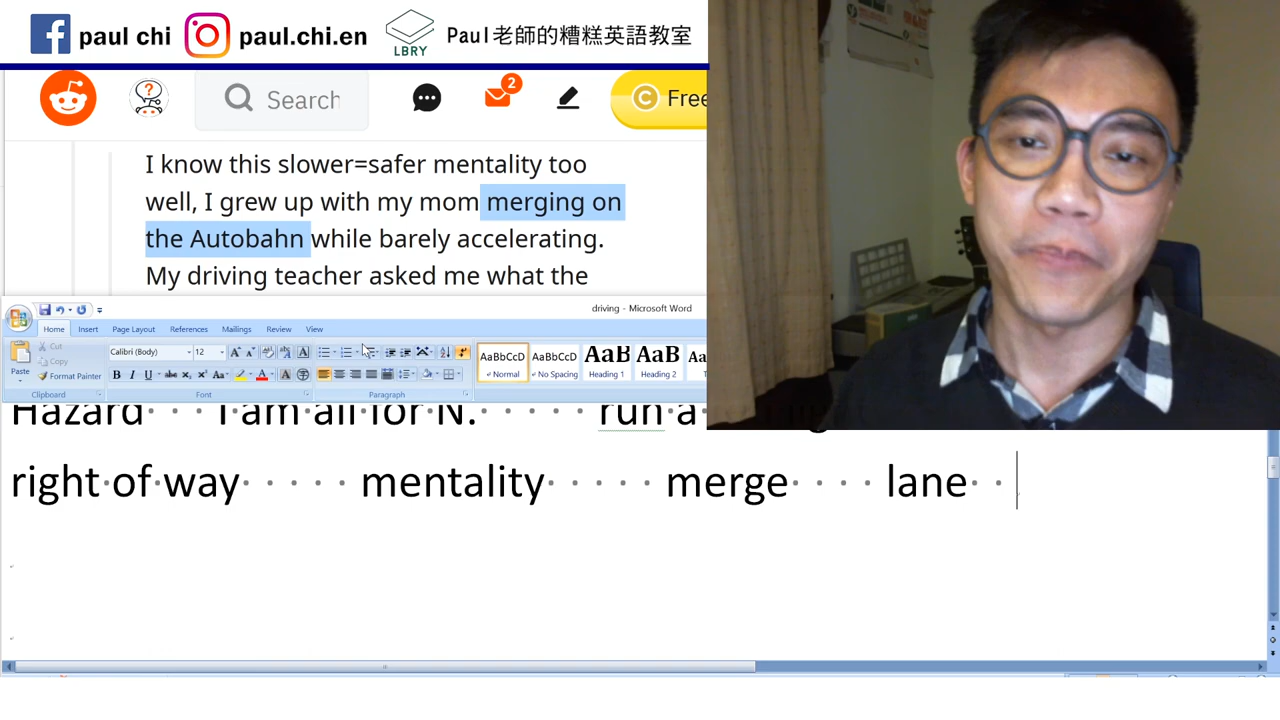 paul chi paul.chi.en LBRY Paul老師的糟糕英語教室
2
Search
Free
I know this slower=safer mentality too
well, I grew up with my mom merging on
the Autobahn while barely accelerating.
My driving teacher asked me what the
driving - Microsoft Word
Home Insert Page Layout References Mailings Review View
Cut
Copy
Paste Format Painter
Calibri (Body) 12
AaBbCcD AaBbCcD AaB AaB
Normal No Spacing Heading 1 Heading 2
Clipboard Font Paragraph
Hazard I am all for N. run a
right of way mentality merge lane